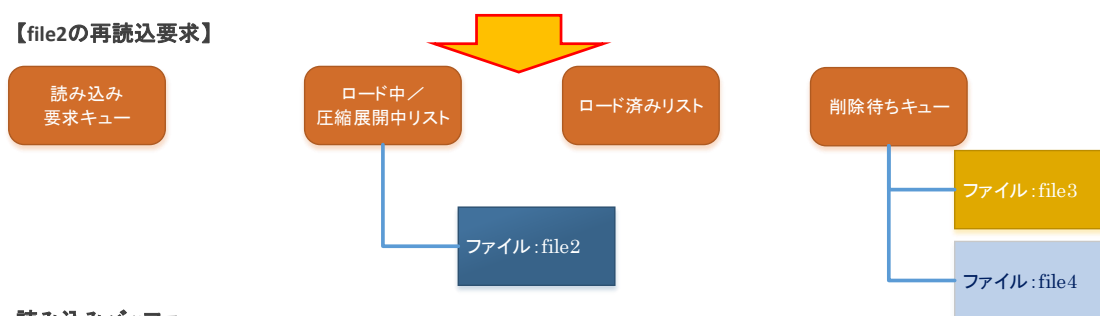 【file2の再読込要求】
読み込み
要求キュー
ロード中／
圧縮展開中リスト
ロード済みリスト
削除待ちキュー
ファイル:file3
ファイル:file2
ファイル:file4